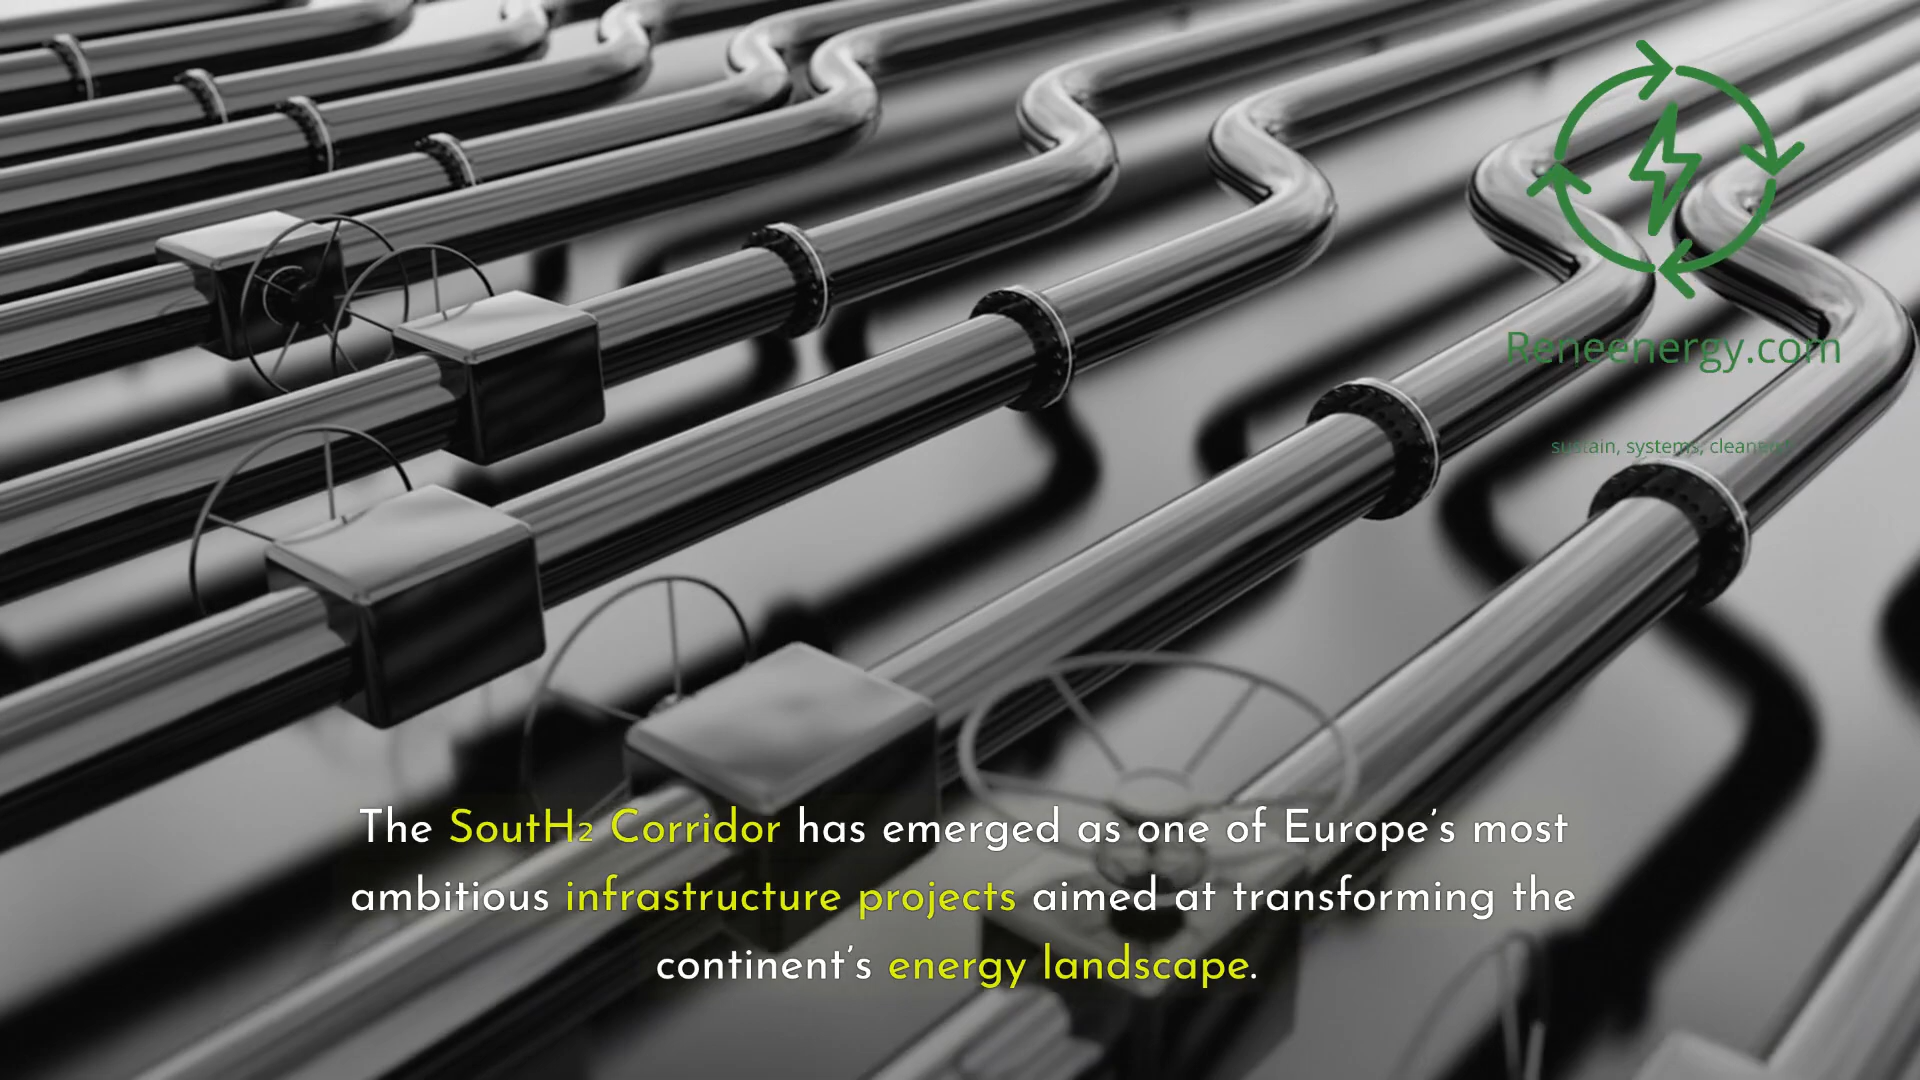 Reneenergy.com
sustain, systems, cleanery!
The SoutH2 Corridor has emerged as one of Europe’s most
ambitious infrastructure projects aimed at transforming the
continent’s energy landscape.